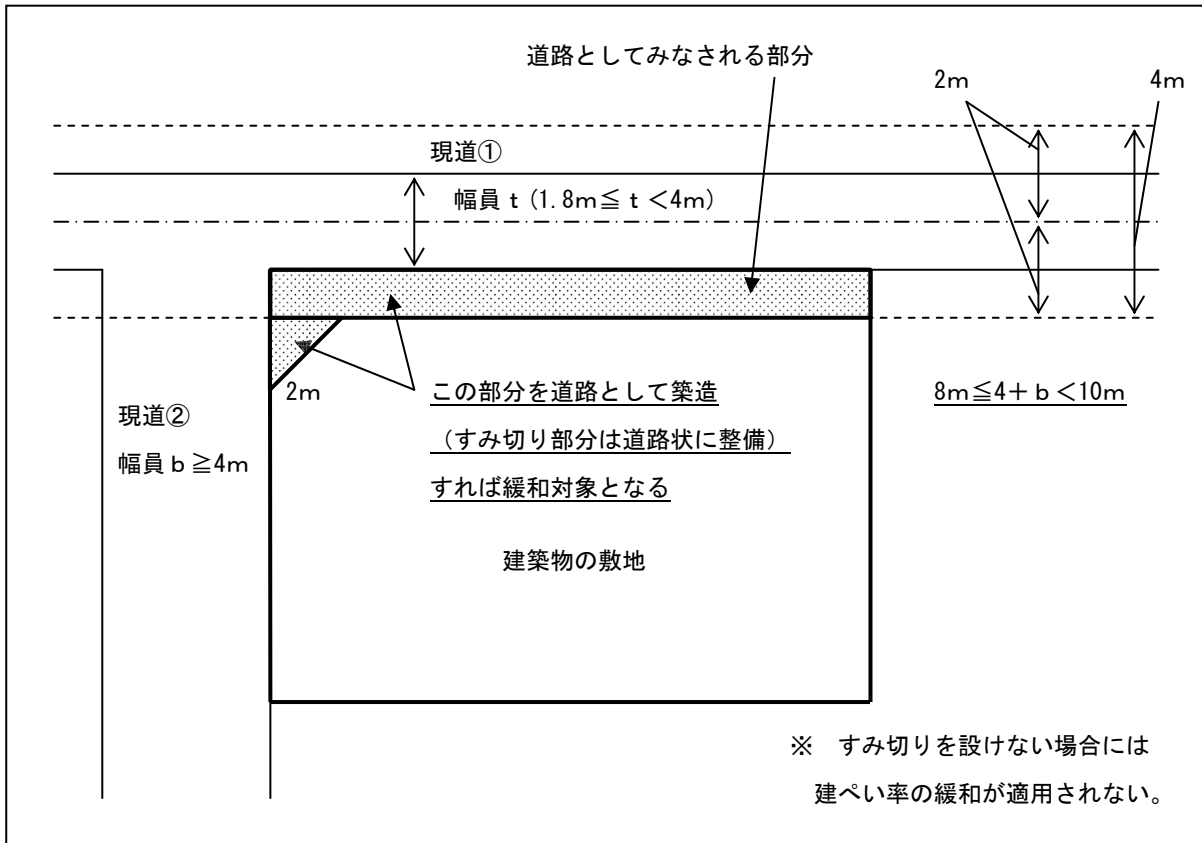 道路としてみなされる部分
2m
4m
現道①
幅員t(1.8m≦t<4m)
2m
この部分を道路として築造
(すみ切り部分は道路状に整備)
すれば緩和対象となる
8m≦4+b<10m
現道②
幅員b≧4m
建築物の敷地
※ すみ切りを設けない場合には
建ぺい率の緩和が適用されない。